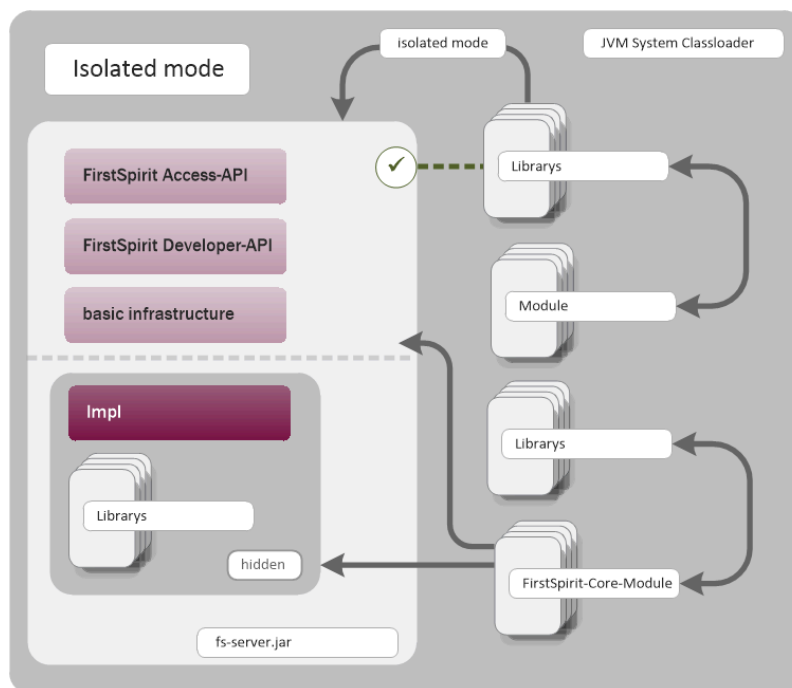 Isolated mode
isolated mode
JVM System Classloader
FirstSpirit Access-API
FirstSpirit Developer-API
basic infrastructure
Impl
Librarys
hidden
fs-server.jar
Librarys
Module
Librarys
FirstSpirit-Core-Module